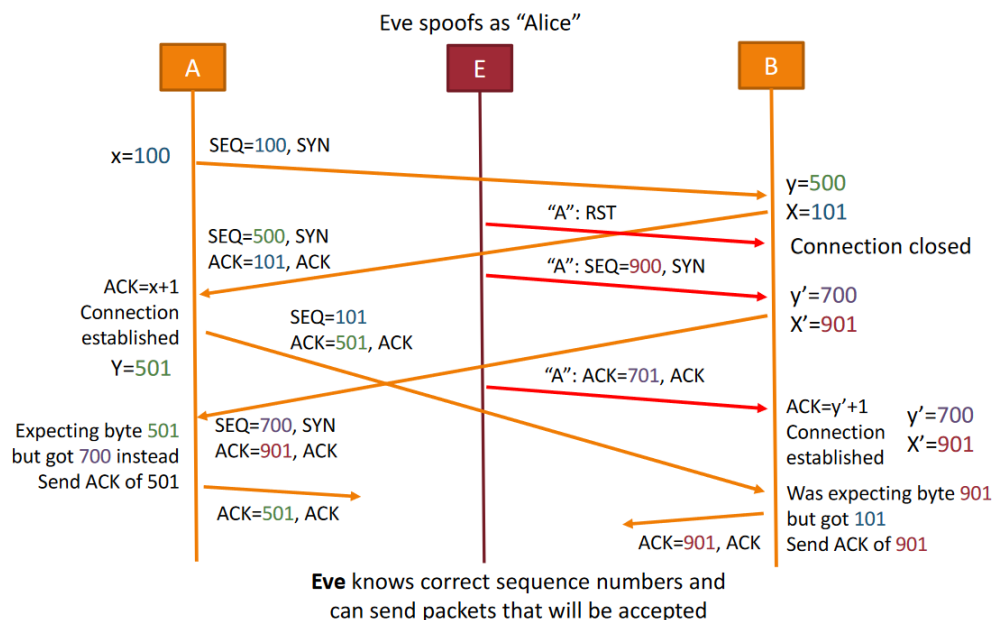 Eve spoofs as “Alice”
A
E
B
x=100
SEQ=100, SYN
y=500
X=101
“A”: RST
Connection closed
SEQ=500, SYN
ACK=101, ACK
“A”: SEQ=900, SYN
ACK=x+1
Connection
established
Y=501
y’=700
X’=901
SEQ=101
ACK=501, ACK
“A”: ACK=701, ACK
ACK=y’+1
Connection
established
y’=700
X’=901
SEQ=700, SYN
ACK=901, ACK
Expecting byte 501
but got 700 instead
Send ACK of 501
ACK=501, ACK
Was expecting byte 901
but got 101
Send ACK of 901
ACK=901, ACK
Eve knows correct sequence numbers and
can send packets that will be accepted